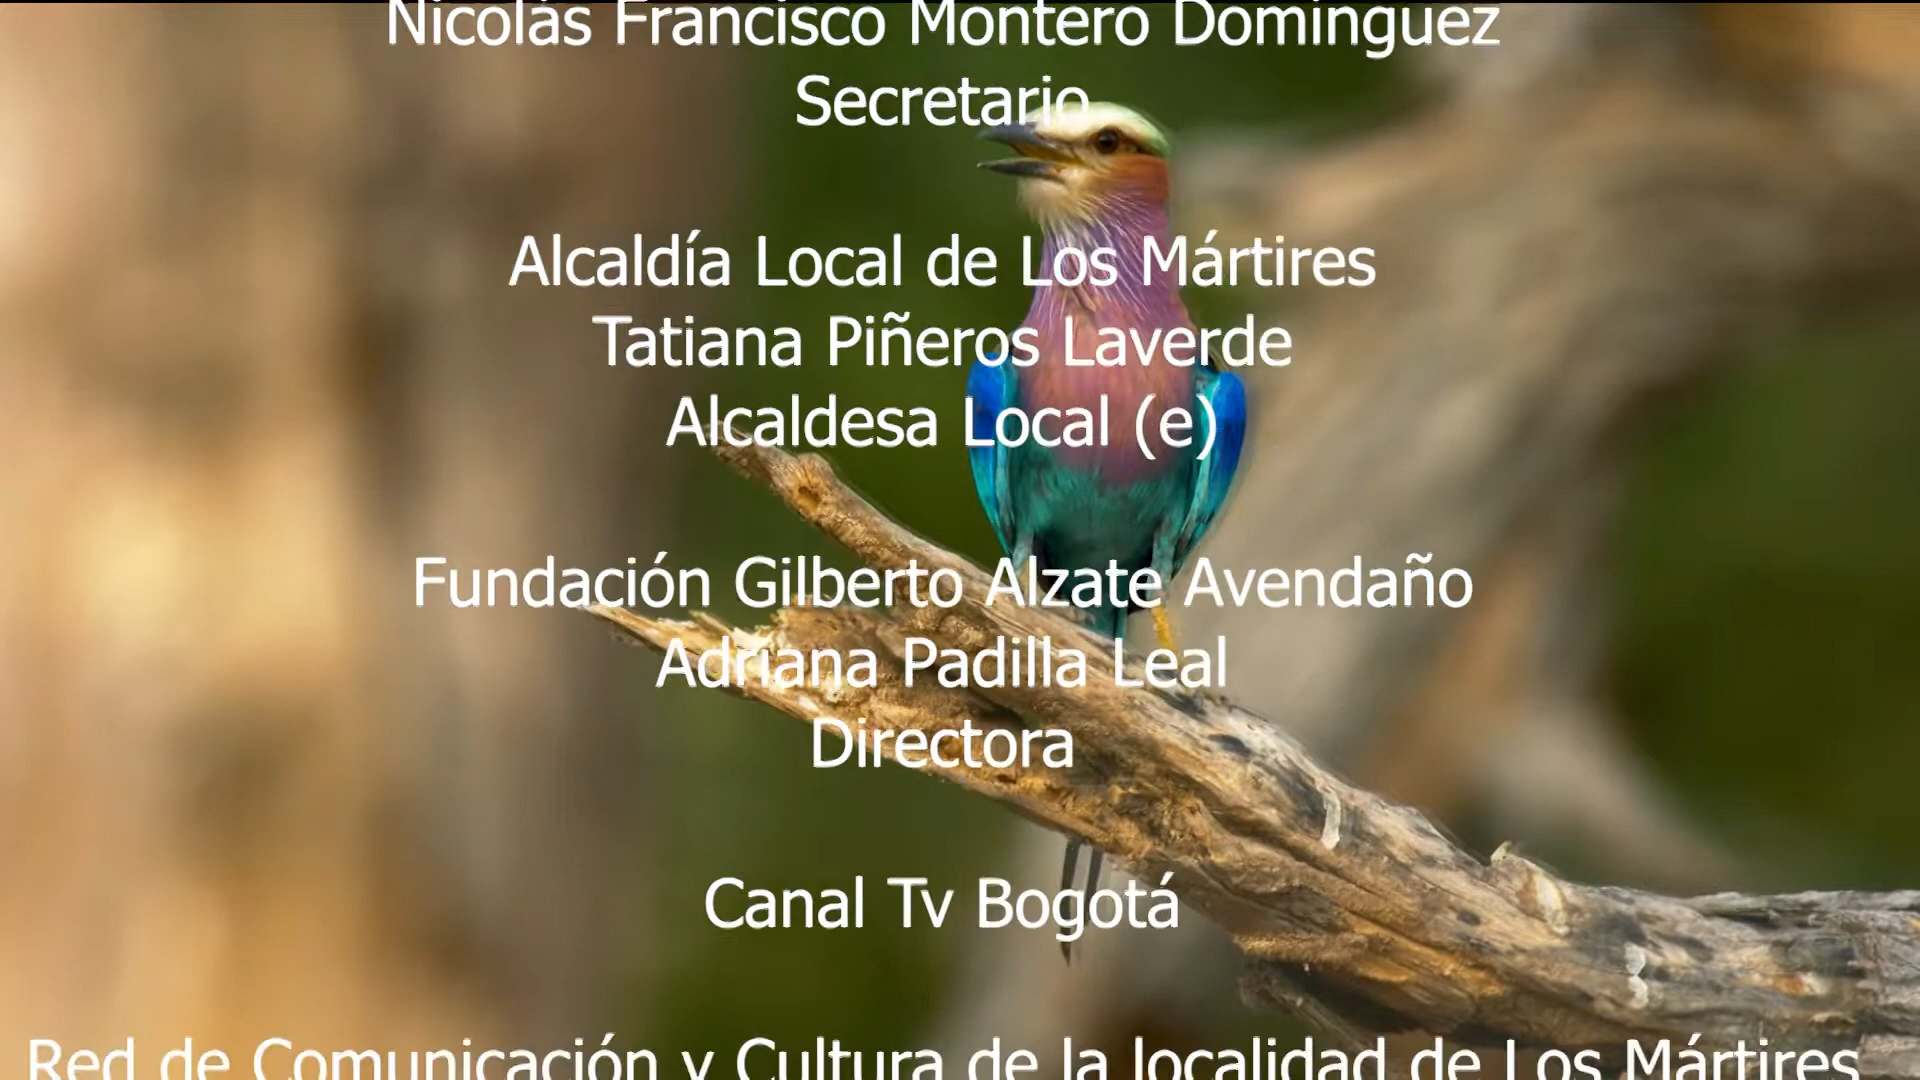 Nicolás Francisco Montero Domínguez
Secretario
Alcaldía Local de Los Mártires
Tatiana Piñeros Laverde
Alcaldesa Local (e)
Fundación Gilberto Alzate Avendaño
Adriana Padilla Leal
Directora
Canal Tv Bogotá
Red de Comunicación y Cultura de la localidad de Los Mártires